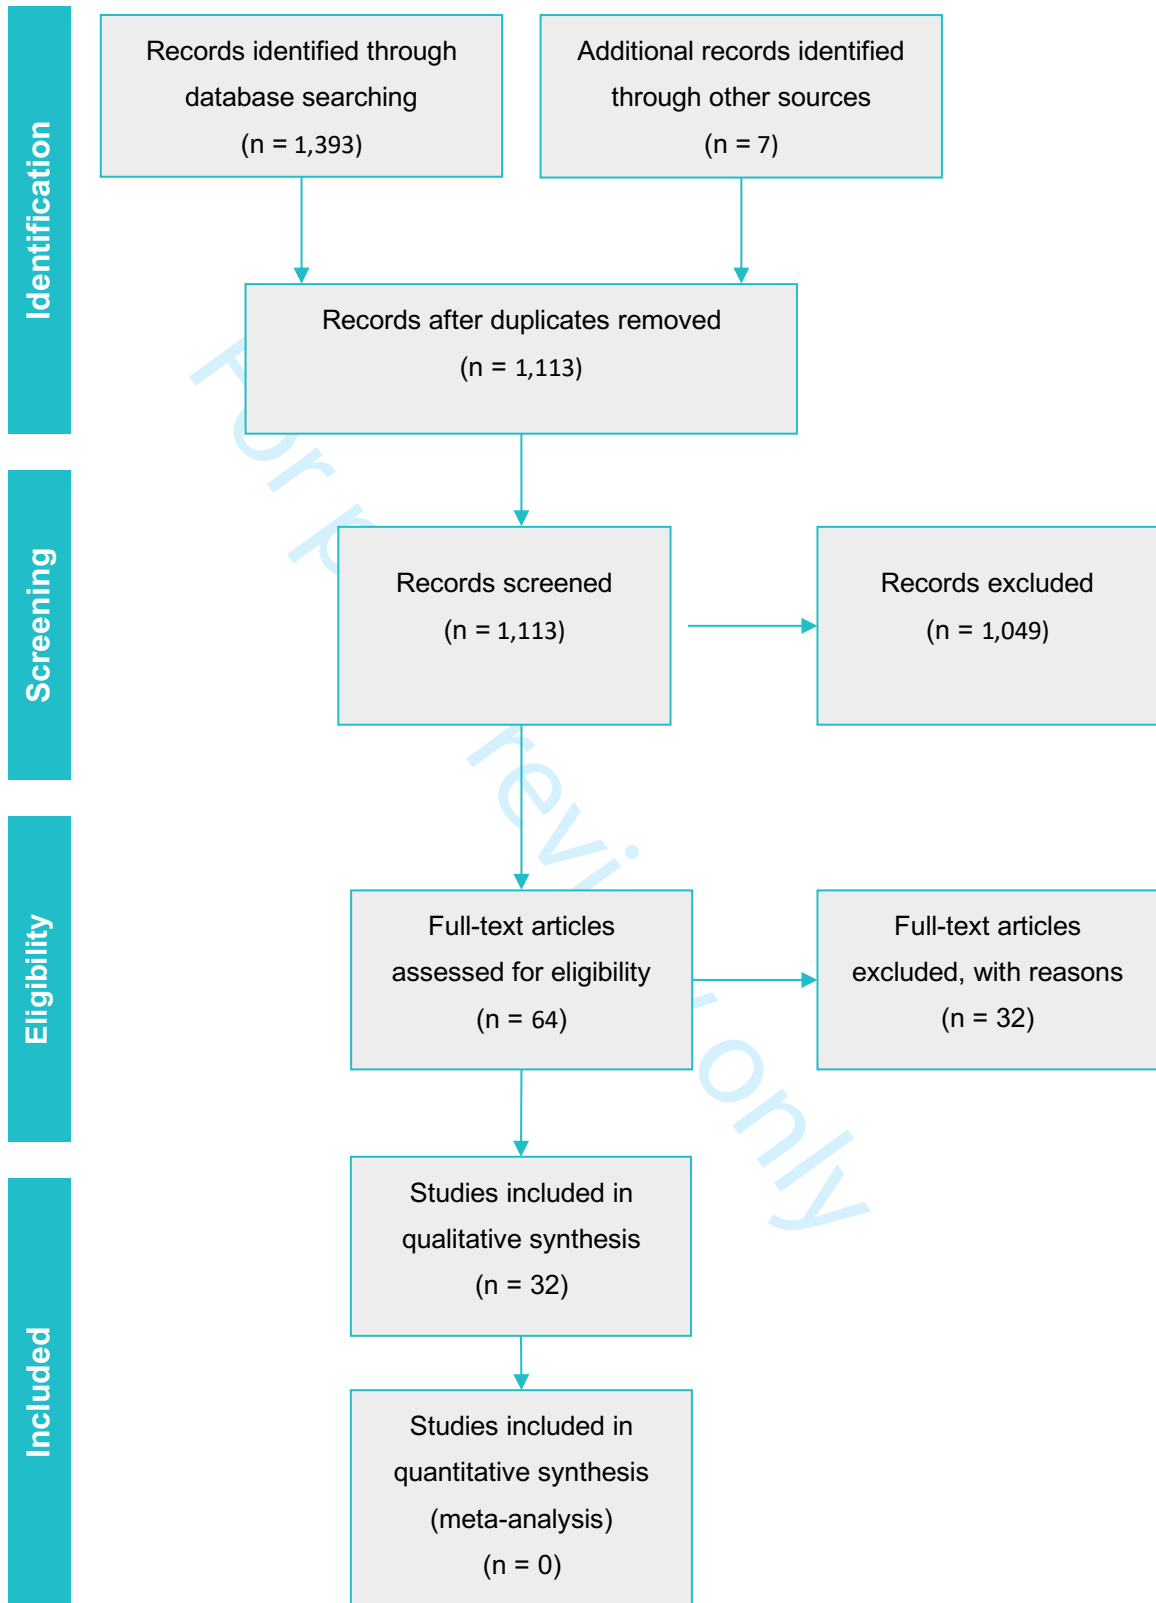 Identification
Records identified through
database searching
(n = 1,393)
Additional records identified
through other sources
(n = 7)
Records after duplicates removed
(n = 1,113)
Screening
Records screened
(n = 1,113)
Records excluded
(n = 1,049)
Eligibility
Full-text articles
assessed for eligibility
(n = 64)
Full-text articles
excluded, with reasons
(n = 32)
Included
Studies included in
qualitative synthesis
(n = 32)
Studies included in
quantitative synthesis
(meta-analysis)
(n = 0)
For peer review only